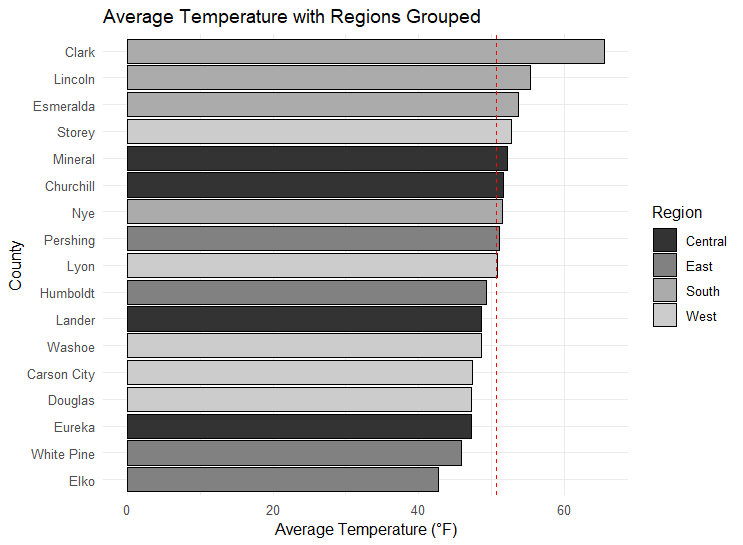 Average Temperature with Regions Grouped
County
Clark
Lincoln
Esmeralda
Storey
Mineral
Churchill
Nye
Pershing
Lyon
Humboldt
Lander
Washoe
Carson City
Douglas
Eureka
White Pine
Elko
0 20 40 60
Average Temperature (°F)
Region
Central
East
South
West